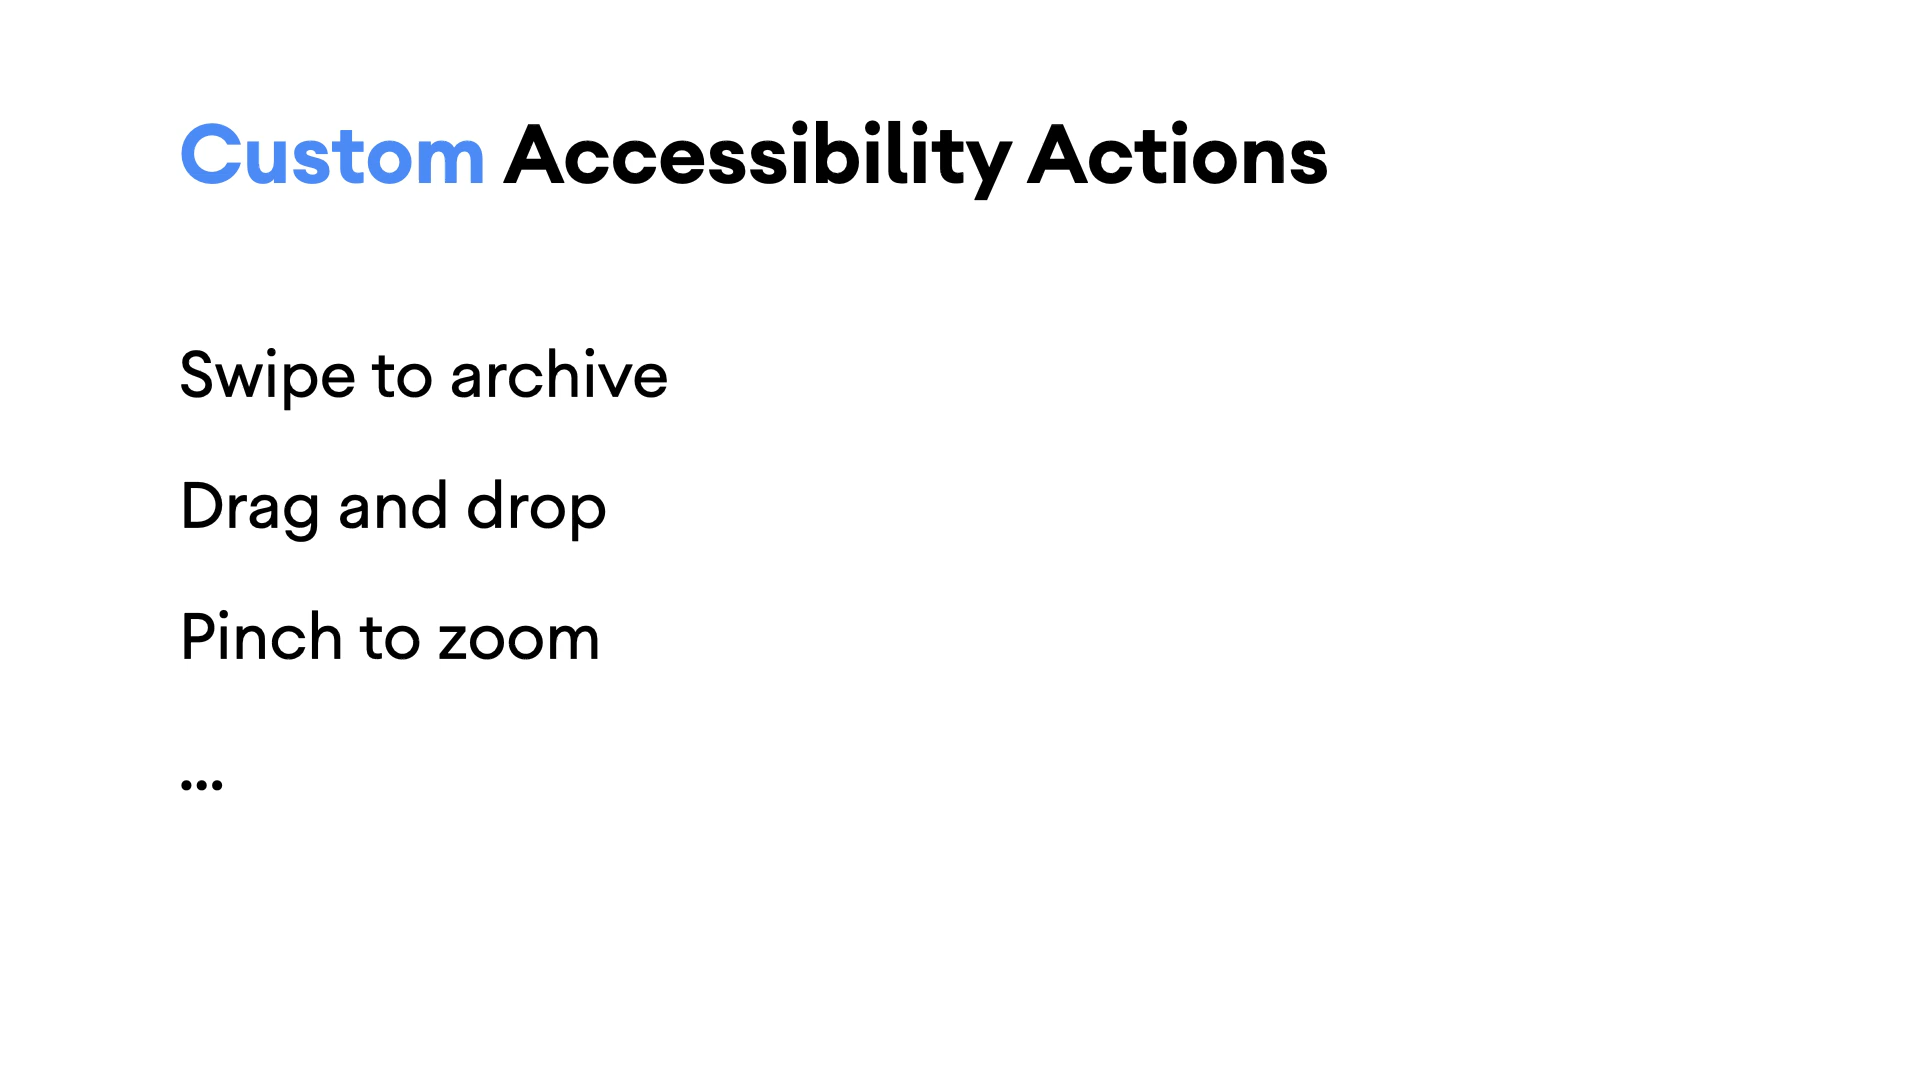 Custom Accessibility Actions
Swipe to archive
Drag and drop
Pinch to zoom
...